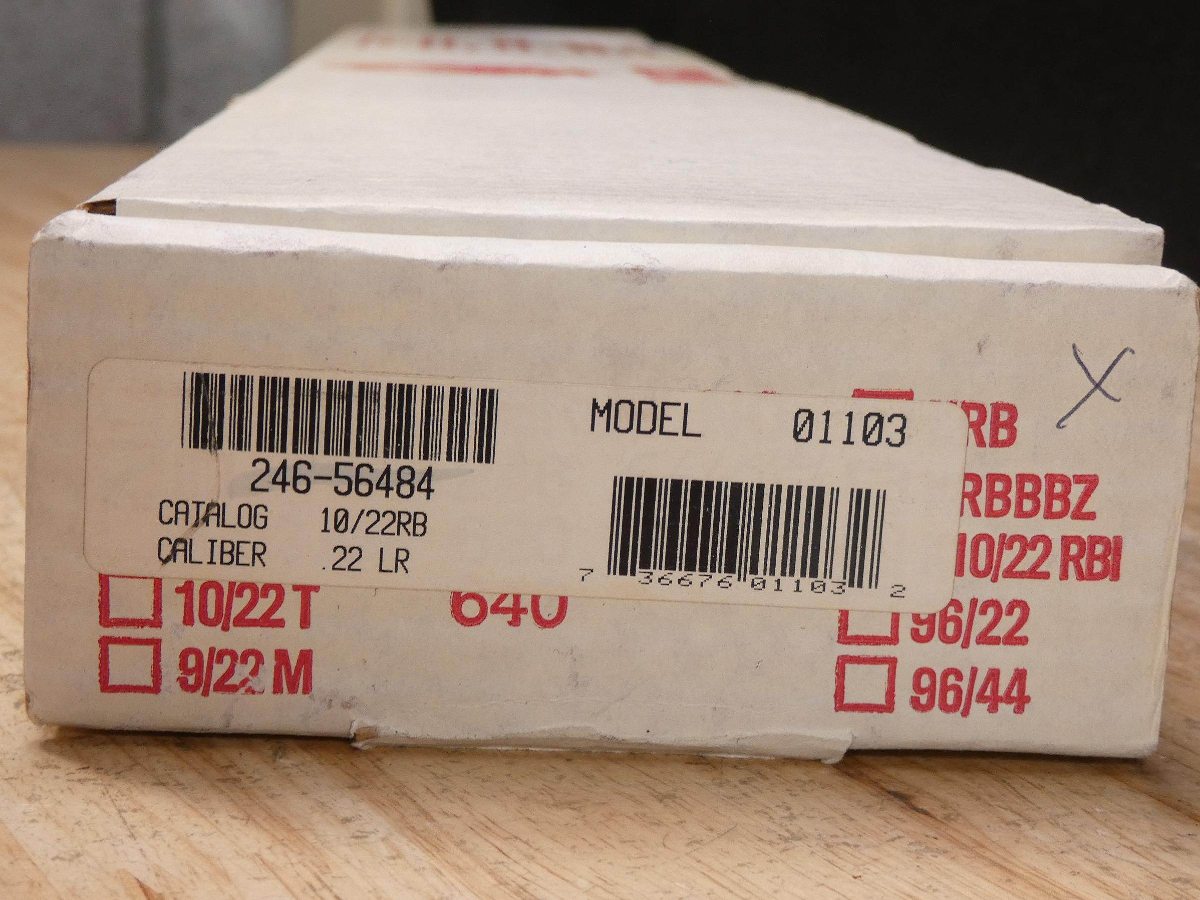 246-56484
CATALOG 10/22RB
CALIBER .22 LR
MODEL 01103
7 36676 01103 2
X
RB
RBBBZ
10/22 RBI
10/22 T
640
96/22
9/22 M
96/44